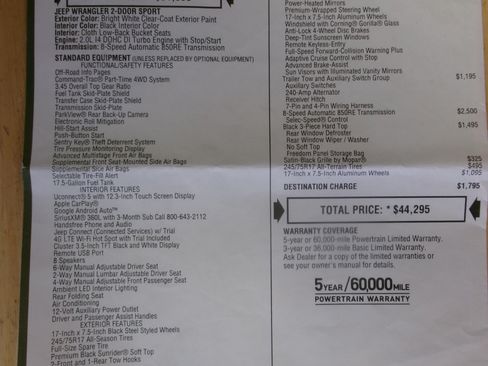 JEEP WRANGLER 2-DOOR SPORT
Exterior Color: Bright White Clear-Coat Exterior Paint
Interior Color: Black Interior Color
Interior: Cloth Low-Back Bucket Seats
Engine: 2.0L I4 DOHC DI Turbo Engine with Stop/Start
Transmission: 8-Speed Automatic 850RE Transmission
STANDARD EQUIPMENT (UNLESS REPLACED BY OPTIONAL EQUIPMENT)
FUNCTIONAL/SAFETY FEATURES
Off-Road Info Pages
Command-Trac® Part-Time 4WD System
3.45 Overall Top Gear Ratio
Fuel Tank Skid-Plate Shield
Transfer Case Skid-Plate Shield
Transmission Skid-Plate
ParkView® Rear Back-Up Camera
Electronic Roll Mitigation
Hill-Start Assist
Push-Button Start
Sentry Key® Theft Deterrent System
Tire Pressure Monitoring Display
Advanced Multistage Front Air Bags
Supplemental Front Seat-Mounted Side Air Bags
Supplemental Side Air Bags
Selectable Tire-Fill Alert
17.5-Gallon Fuel Tank
INTERIOR FEATURES
Uconnect® 5 with 12.3-Inch Touch Screen Display
Apple CarPlay®
Google Android Auto™
SiriusXM® 360L with 3-Month Sub Call 800-643-2112
Handsfree Phone and Audio
Jeep Connect (Connected Services) w/ Trial
4G LTE Wi-Fi Hot Spot with Trial Included
Cluster 3.5-Inch TFT Black and White Display
Remote USB Port
8 Speakers
6-Way Manual Adjustable Driver Seat
2-Way Manual Lumbar Adjustable Driver Seat
4-Way Manual Adjustable Front Passenger Seat
Ambient LED Interior Lighting
Rear Folding Seat
Air Conditioning
12-Volt Auxiliary Power Outlet
Driver and Passenger Assist Handles
EXTERIOR FEATURES
17-Inch x 7.5-Inch Black Steel Styled Wheels
245/75R17 All-Season Tires
Full-Size Spare Tire
Premium Black Sunrider® Soft Top
2-Front and 1-Rear Tow Hooks
Power-Heated Mirrors
Premium-Wrapped Steering Wheel
17-Inch x 7.5-Inch Aluminum Wheels
Windshield with Corning® Gorilla® Glass
Anti-Lock 4-Wheel Disc Brakes
Deep-Tint Sunscreen Windows
Remote Keyless-Entry
Full-Speed Forward-Collision Warning Plus
Adaptive Cruise Control with Stop
Advanced Brake-Assist
Sun Visors with Illuminated Vanity Mirrors
Trailer Tow and Auxiliary Switch Group $1,195
Auxiliary Switches
240-Amp Alternator
Receiver Hitch
7-Pin and 4-Pin Wiring Harness
8-Speed Automatic 850RE Transmission $2,500
Selec-Speed® Control
Black 3-Piece Hard Top $1,495
Rear Window Defroster
Rear Window Wiper / Washer
No Soft Top
Freedom Panel Storage Bag
Satin-Black Grille by Mopar® $325
245/75R17 All-Terrain Tires $495
17-Inch x 7.5-Inch Aluminum Wheels $1,095
DESTINATION CHARGE $1,795
TOTAL PRICE: * $44,295
WARRANTY COVERAGE
5-year or 60,000-mile Powertrain Limited Warranty.
3-year or 36,000-mile Basic Limited Warranty.
Ask Dealer for a copy of the limited warranties or
see your owner's manual for details.
5 YEAR/60,000 MILE
POWERTRAIN WARRANTY